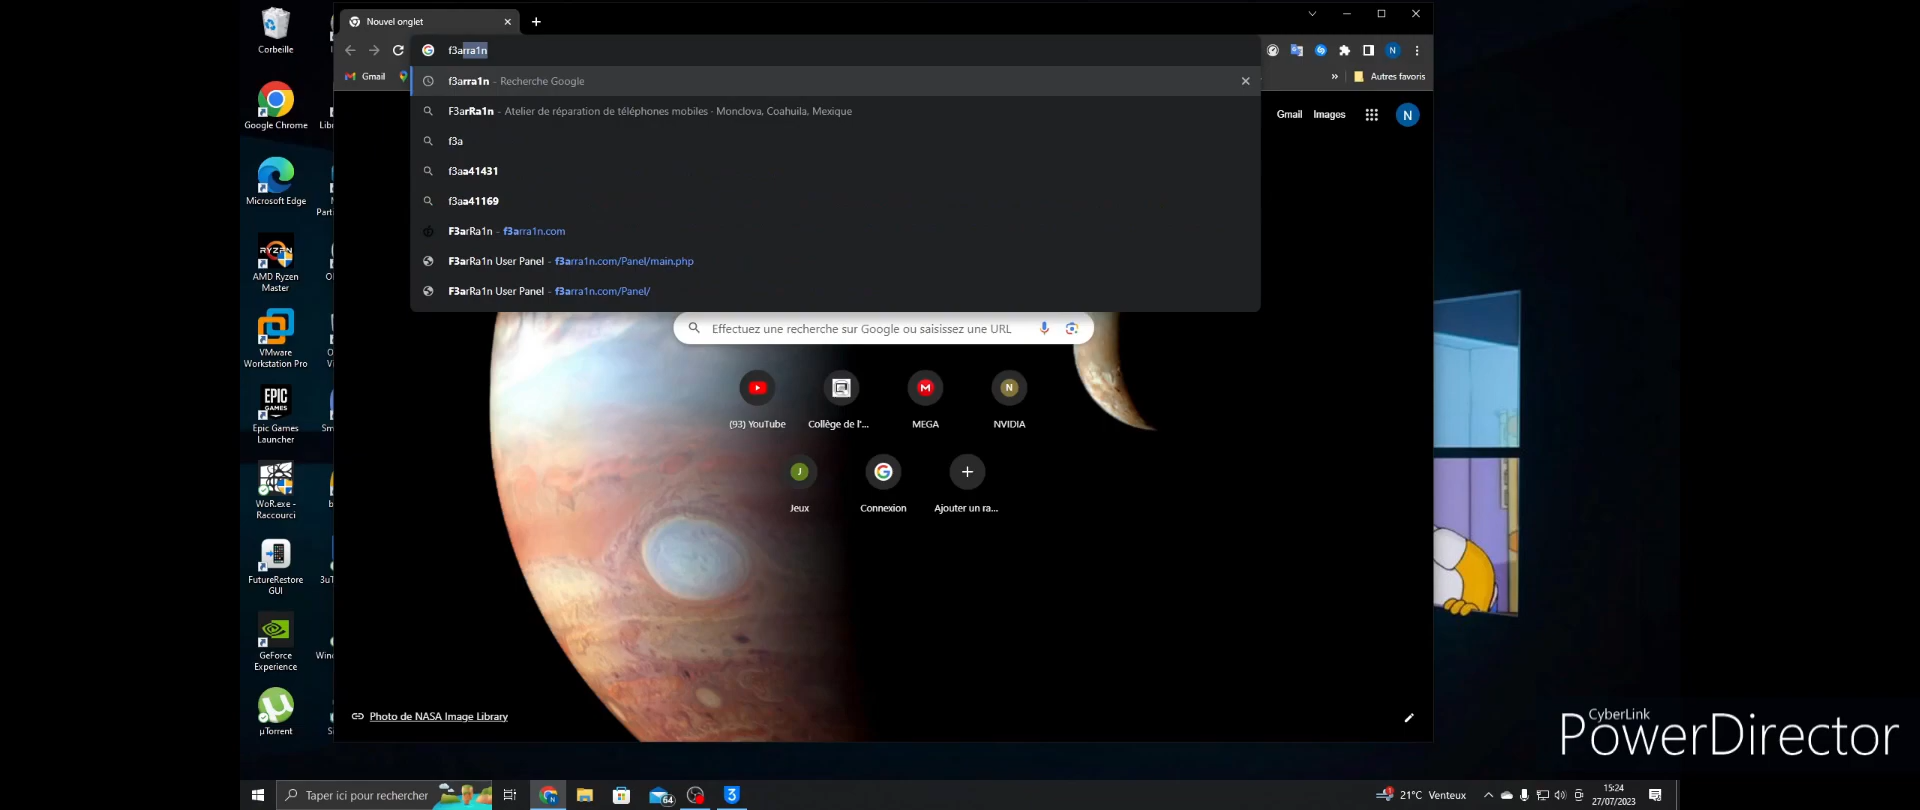 Corbeille
Nouvel onglet
f3arra1n
Gmail
Autres favoris
f3arra1n - Recherche Google
F3arRa1n - Atelier de réparation de téléphones mobiles · Monclova, Coahuila, Mexique
f3a
f3aa41431
f3aa41169
F3arRa1n - f3arra1n.com
F3arRa1n User Panel - f3arra1n.com/Panel/main.php
F3arRa1n User Panel - f3arra1n.com/Panel/
Gmail
Images
N
N
Google Chrome
Microsoft Edge
RYZEN
AMD Ryzen
Master
VMware
Workstation Pro
EPIC
GAMES
Epic Games
Launcher
WoR.exe -
Raccourci
FutureRestore
GUI
GeForce
Experience
µTorrent
Effectuez une recherche sur Google ou saisissez une URL
(93) YouTube
Collège de l'...
M
MEGA
N
NVIDIA
J
Jeux
Connexion
Ajouter un ra...
Photo de NASA Image Library
CyberLink
PowerDirector
Taper ici pour rechercher
64
21°C Venteux
15:24
27/07/2023